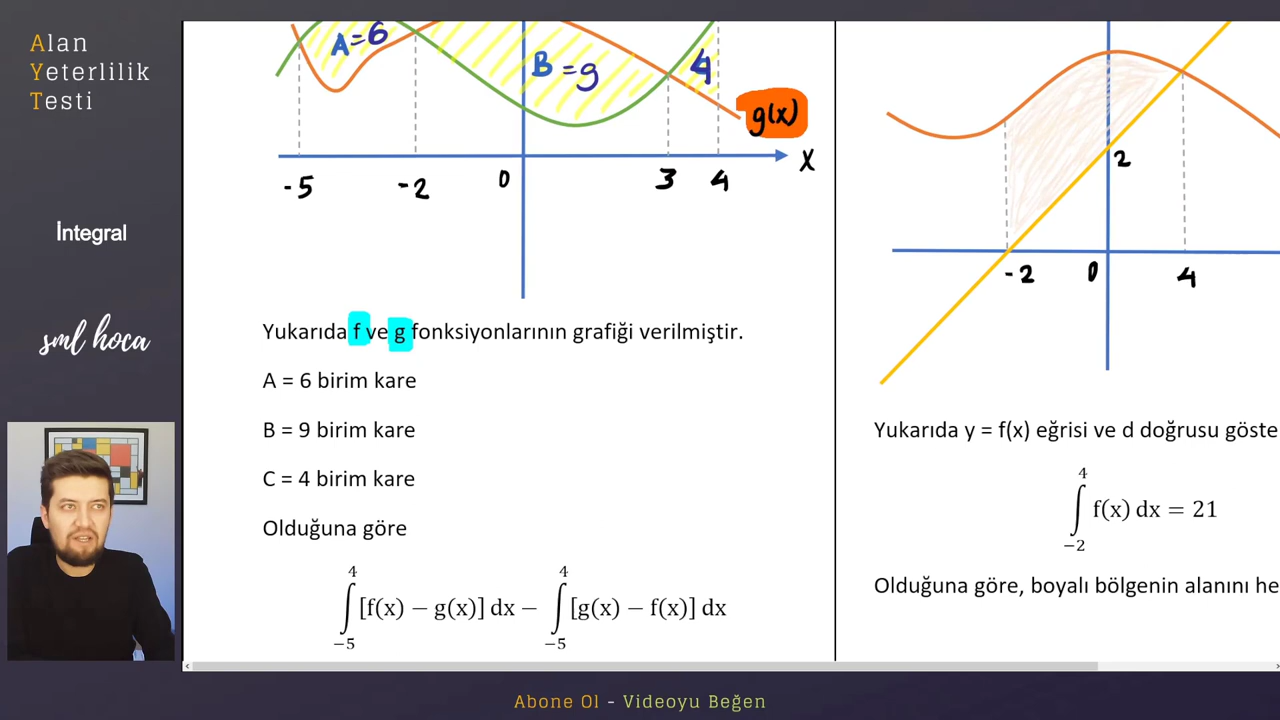 Alan
Yeterlilik
Testi
İntegral
sml hoca
A=6
B=9
4
g(x)
x
-5
-2
0
3
4
Yukarıda f ve g fonksiyonlarının grafiği verilmiştir.
A = 6 birim kare
B = 9 birim kare
C = 4 birim kare
Olduğuna göre
4
∫ [f(x) − g(x)] dx − ∫ [g(x) − f(x)] dx
4
−5
−5
2
-2
0
4
Yukarıda y = f(x) eğrisi ve d doğrusu göste
4
∫ f(x) dx = 21
−2
Olduğuna göre, boyalı bölgenin alanını he
Abone Ol - Videoyu Beğen